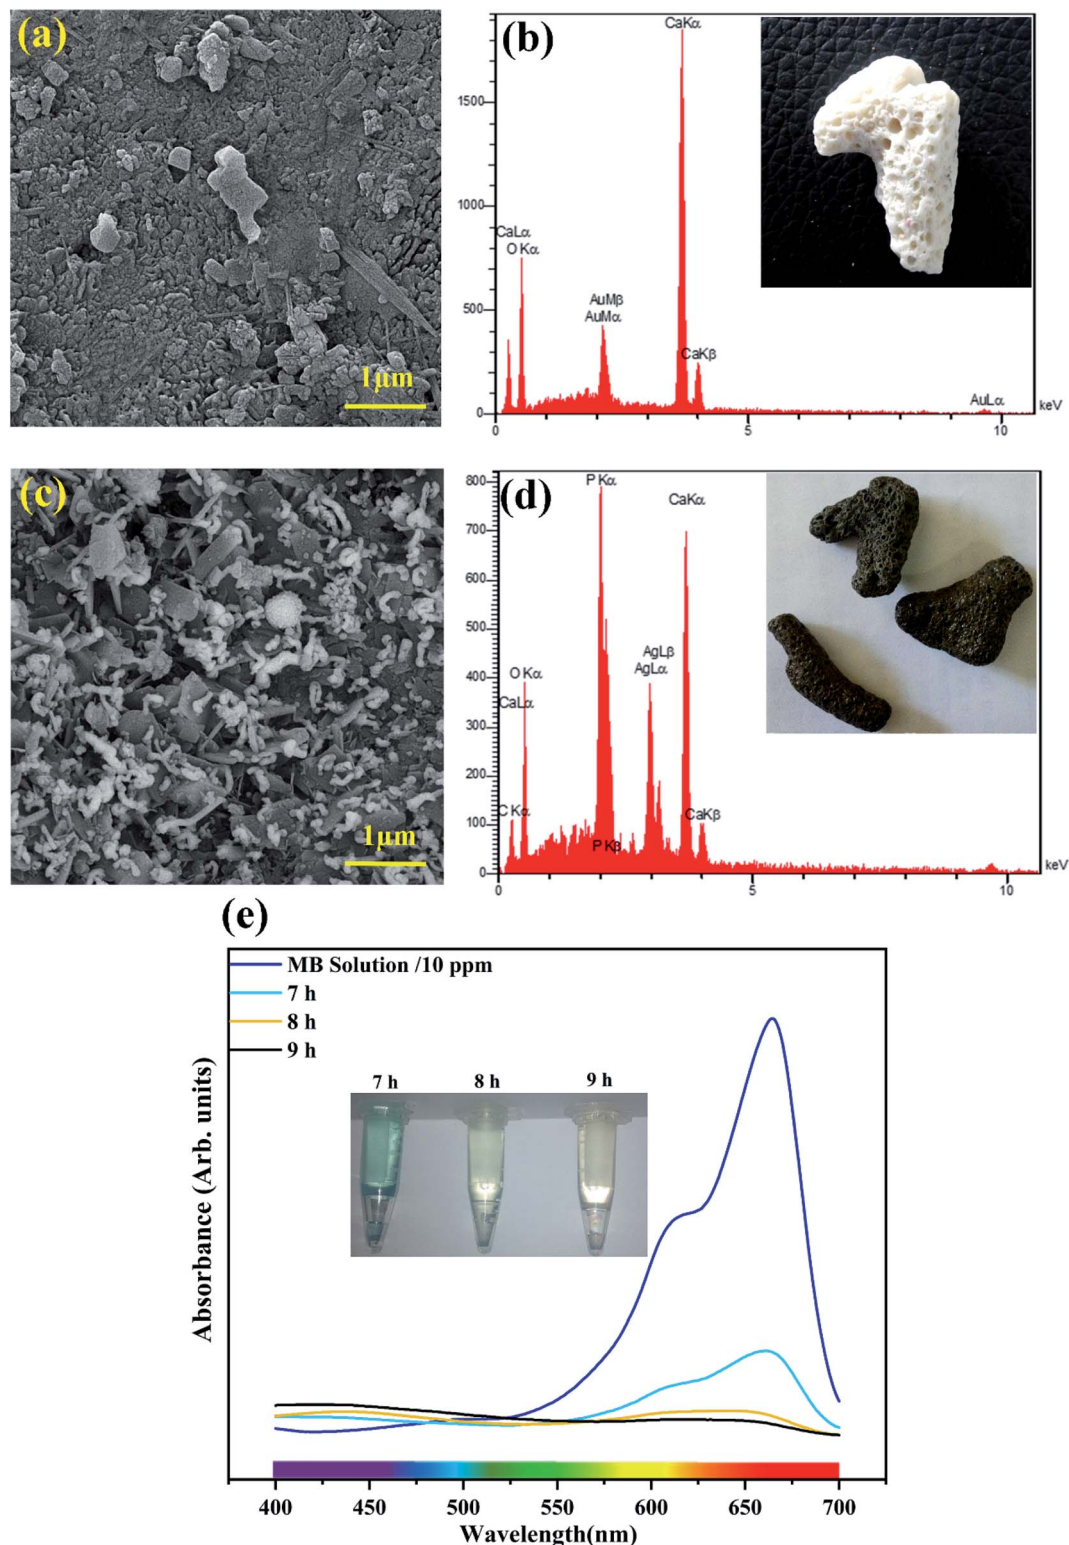 (a)
1μm
(b)
CaKα
1500
1000
CaLα
O Kα
AuMβ
AuMα
500
CaKβ
AuLα
0
keV
0
5
10
(c)
1μm
(d)
800
P Kα
CaKα
700
600
500
AgLβ
AgLα
400
O Kα
CaLα
300
200
C Kα
CaKβ
100
P Kβ
0
keV
0
5
10
(e)
MB Solution /10 ppm
7 h
8 h
9 h
7 h
8 h
9 h
Absorbance (Arb. units)
400
450
500
550
600
650
700
Wavelength(nm)